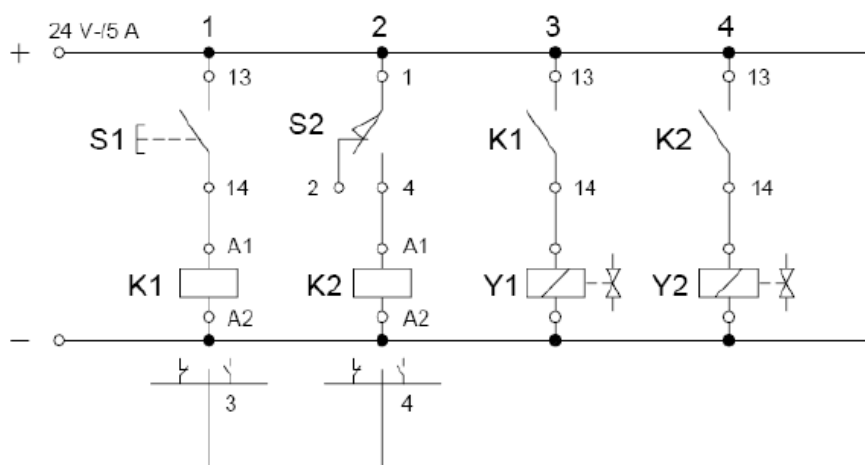 24 V-/5 A 1 2 3 4
+
13 1 13 13
S1 S2 K1 K2
14 2 4 14 14
A1 A1
K1 K2 Y1 Y2
A2 A2
−
3 4